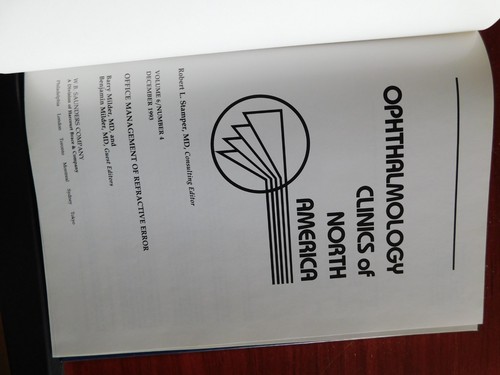 OPHTHALMOLOGY
CLINICS of
NORTH
AMERICA
Robert L. Stamper, MD, Consulting Editor
VOLUME 6/NUMBER 4
DECEMBER 1993
OFFICE MANAGEMENT OF REFRACTIVE ERROR
Barry Milder, MD, and
Benjamin Milder, MD, Guest Editors
W.B. SAUNDERS COMPANY
A Division of Harcourt Brace & Company
Philadelphia London Toronto Montreal Sydney Tokyo